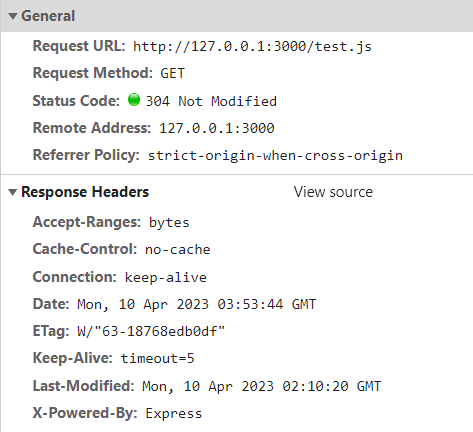 General
Request URL: http://127.0.0.1:3000/test.js
Request Method: GET
Status Code: 304 Not Modified
Remote Address: 127.0.0.1:3000
Referrer Policy: strict-origin-when-cross-origin
Response Headers View source
Accept-Ranges: bytes
Cache-Control: no-cache
Connection: keep-alive
Date: Mon, 10 Apr 2023 03:53:44 GMT
ETag: W/"63-18768edb0df"
Keep-Alive: timeout=5
Last-Modified: Mon, 10 Apr 2023 02:10:20 GMT
X-Powered-By: Express